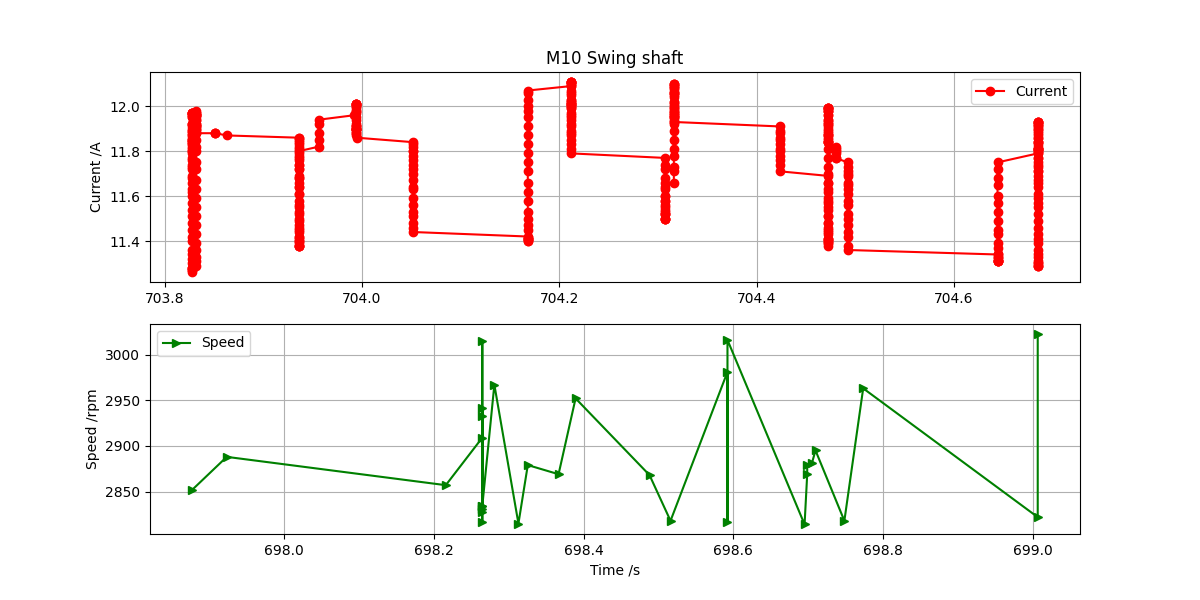 M10 Swing shaft
Current /A
12.0
11.8
11.6
11.4
Current
703.8 704.0 704.2 704.4 704.6
Speed /rpm
3000
2950
2900
2850
Speed
698.0 698.2 698.4 698.6 698.8 699.0
Time /s